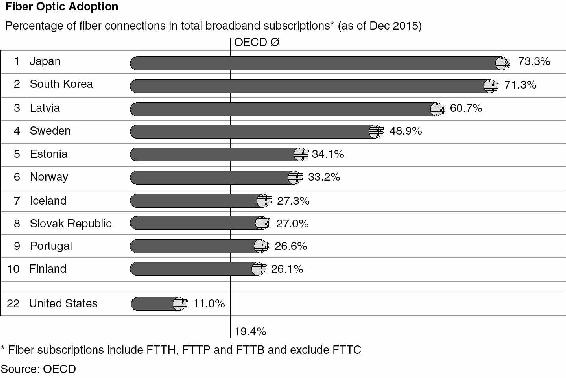 Fiber Optic Adoption
Percentage of fiber connections in total broadband subscriptions* (as of Dec 2015)
OECD Ø
1 Japan 73.3%
2 South Korea 71.3%
3 Latvia 60.7%
4 Sweden 48.9%
5 Estonia 34.1%
6 Norway 33.2%
7 Iceland 27.3%
8 Slovak Republic 27.0%
9 Portugal 26.6%
10 Finland 26.1%
22 United States 11.0%
19.4%
* Fiber subscriptions include FTTH, FTTP and FTTB and exclude FTTC
Source: OECD